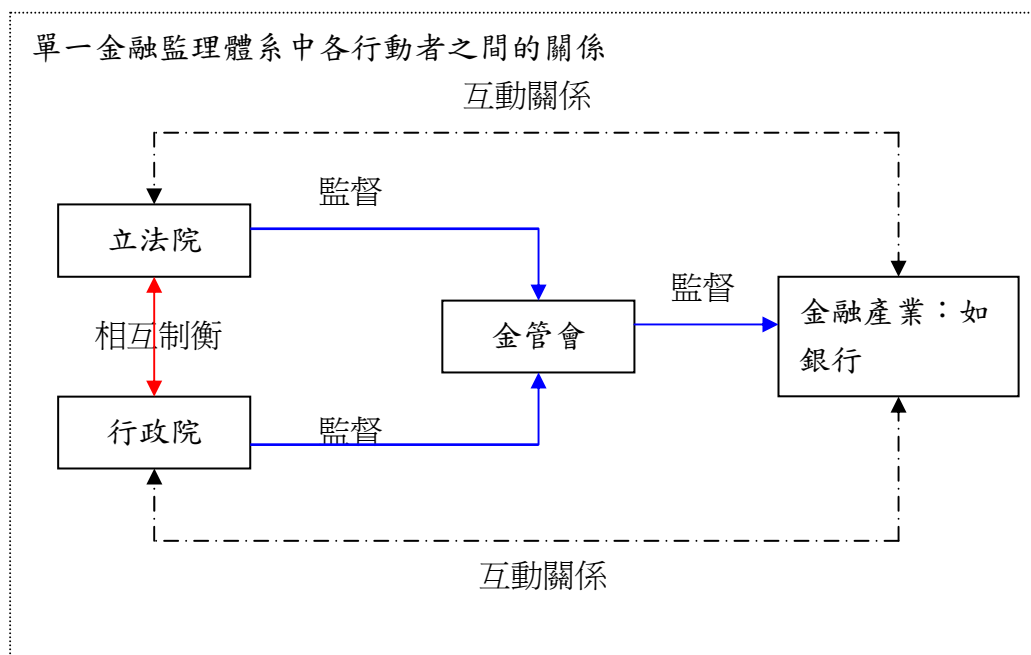 單一金融監理體系中各行動者之間的關係
互動關係
監督
立法院
監督
金融產業：如
銀行
金管會
相互制衡
行政院
監督
互動關係